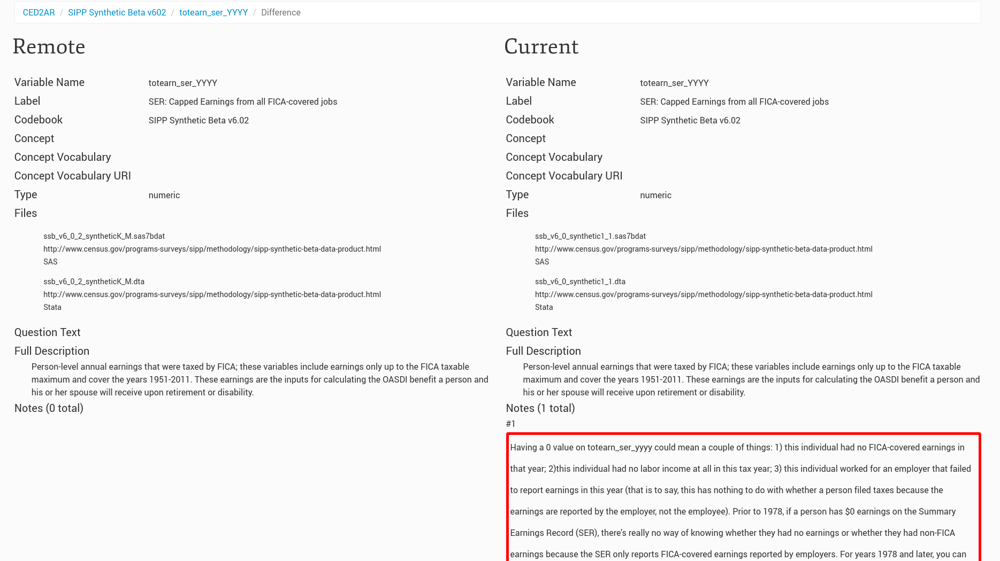 CED2AR / SIPP Synthetic Beta v602 / totearn_ser_YYYY / Difference
Remote
Variable Name totearn_ser_YYYY
Label SER: Capped Earnings from all FICA-covered jobs
Codebook SIPP Synthetic Beta v6.02
Concept
Concept Vocabulary
Concept Vocabulary URI
Type numeric
Files
ssb_v6_0_2_syntheticK_M.sas7bdat
http://www.census.gov/programs-surveys/sipp/methodology/sipp-synthetic-beta-data-product.html
SAS
ssb_v6_0_2_syntheticK_M.dta
http://www.census.gov/programs-surveys/sipp/methodology/sipp-synthetic-beta-data-product.html
Stata
Question Text
Full Description
Person-level annual earnings that were taxed by FICA; these variables include earnings only up to the FICA taxable
maximum and cover the years 1951-2011. These earnings are the inputs for calculating the OASDI benefit a person and
his or her spouse will receive upon retirement or disability.
Notes (0 total)
Current
Variable Name totearn_ser_YYYY
Label SER: Capped Earnings from all FICA-covered jobs
Codebook SIPP Synthetic Beta v6.02
Concept
Concept Vocabulary
Concept Vocabulary URI
Type numeric
Files
ssb_v6_0_synthetic1_1.sas7bdat
http://www.census.gov/programs-surveys/sipp/methodology/sipp-synthetic-beta-data-product.html
SAS
ssb_v6_0_synthetic1_1.dta
http://www.census.gov/programs-surveys/sipp/methodology/sipp-synthetic-beta-data-product.html
Stata
Question Text
Full Description
Person-level annual earnings that were taxed by FICA; these variables include earnings only up to the FICA taxable
maximum and cover the years 1951-2011. These earnings are the inputs for calculating the OASDI benefit a person and
his or her spouse will receive upon retirement or disability.
Notes (1 total)
#1
Having a 0 value on totearn_ser_yyyy could mean a couple of things: 1) this individual had no FICA-covered earnings in
that year; 2)this individual had no labor income at all in this tax year; 3) this individual worked for an employer that failed
to report earnings in this year (that is to say, this has nothing to do with whether a person filed taxes because the
earnings are reported by the employer, not the employee). Prior to 1978, if a person has $0 earnings on the Summary
Earnings Record (SER), there's really no way of knowing whether they had no earnings or whether they had non-FICA
earnings because the SER only reports FICA-covered earnings reported by employers. For years 1978 and later, you can